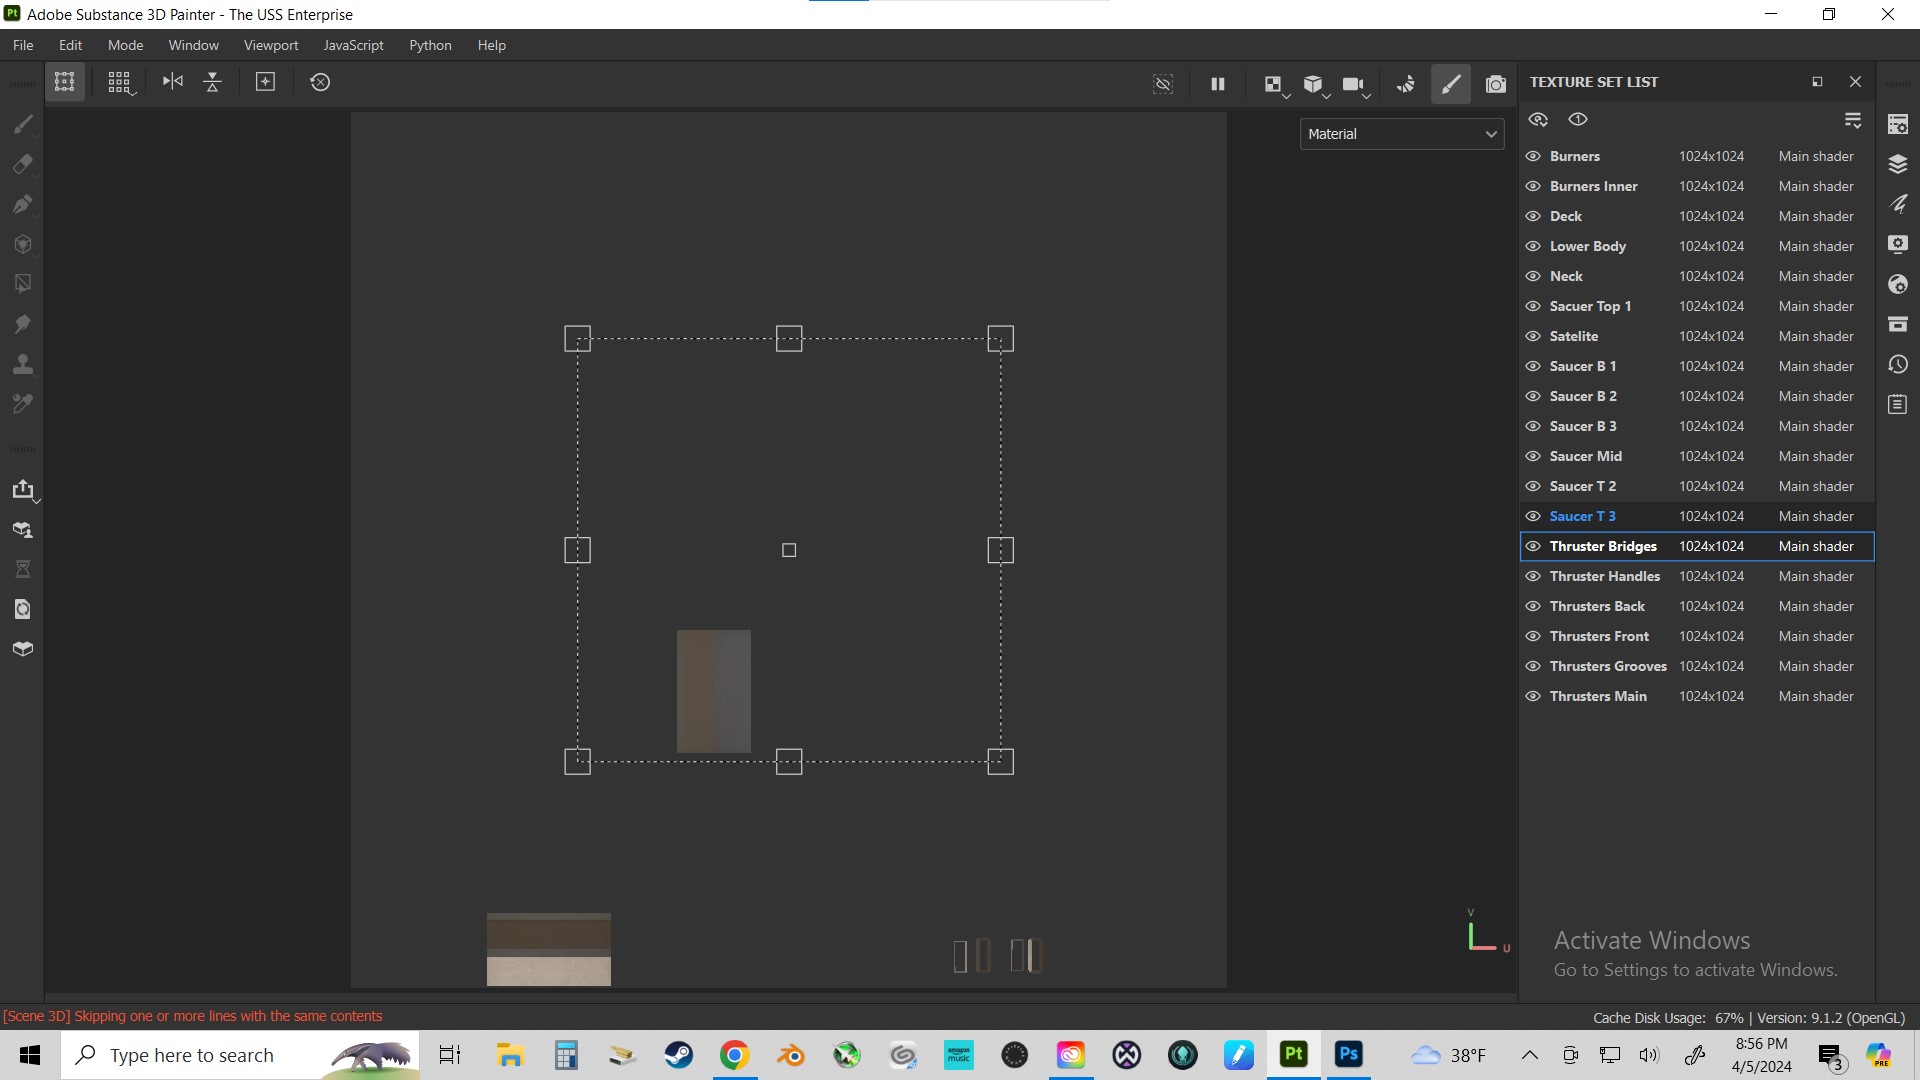 Adobe Substance 3D Painter - The USS Enterprise
File Edit Mode Window Viewport JavaScript Python Help
TEXTURE SET LIST
Material
Burners 1024x1024 Main shader
Burners Inner 1024x1024 Main shader
Deck 1024x1024 Main shader
Lower Body 1024x1024 Main shader
Neck 1024x1024 Main shader
Sacuer Top 1 1024x1024 Main shader
Satelite 1024x1024 Main shader
Saucer B 1 1024x1024 Main shader
Saucer B 2 1024x1024 Main shader
Saucer B 3 1024x1024 Main shader
Saucer Mid 1024x1024 Main shader
Saucer T 2 1024x1024 Main shader
Saucer T 3 1024x1024 Main shader
Thruster Bridges 1024x1024 Main shader
Thruster Handles 1024x1024 Main shader
Thrusters Back 1024x1024 Main shader
Thrusters Front 1024x1024 Main shader
Thrusters Grooves 1024x1024 Main shader
Thrusters Main 1024x1024 Main shader
V
U
Activate Windows
Go to Settings to activate Windows.
[Scene 3D] Skipping one or more lines with the same contents
Cache Disk Usage: 67% | Version: 9.1.2 (OpenGL)
Type here to search
amazon music
Pt
Ps
38°F
8:56 PM
4/5/2024
3
PRE